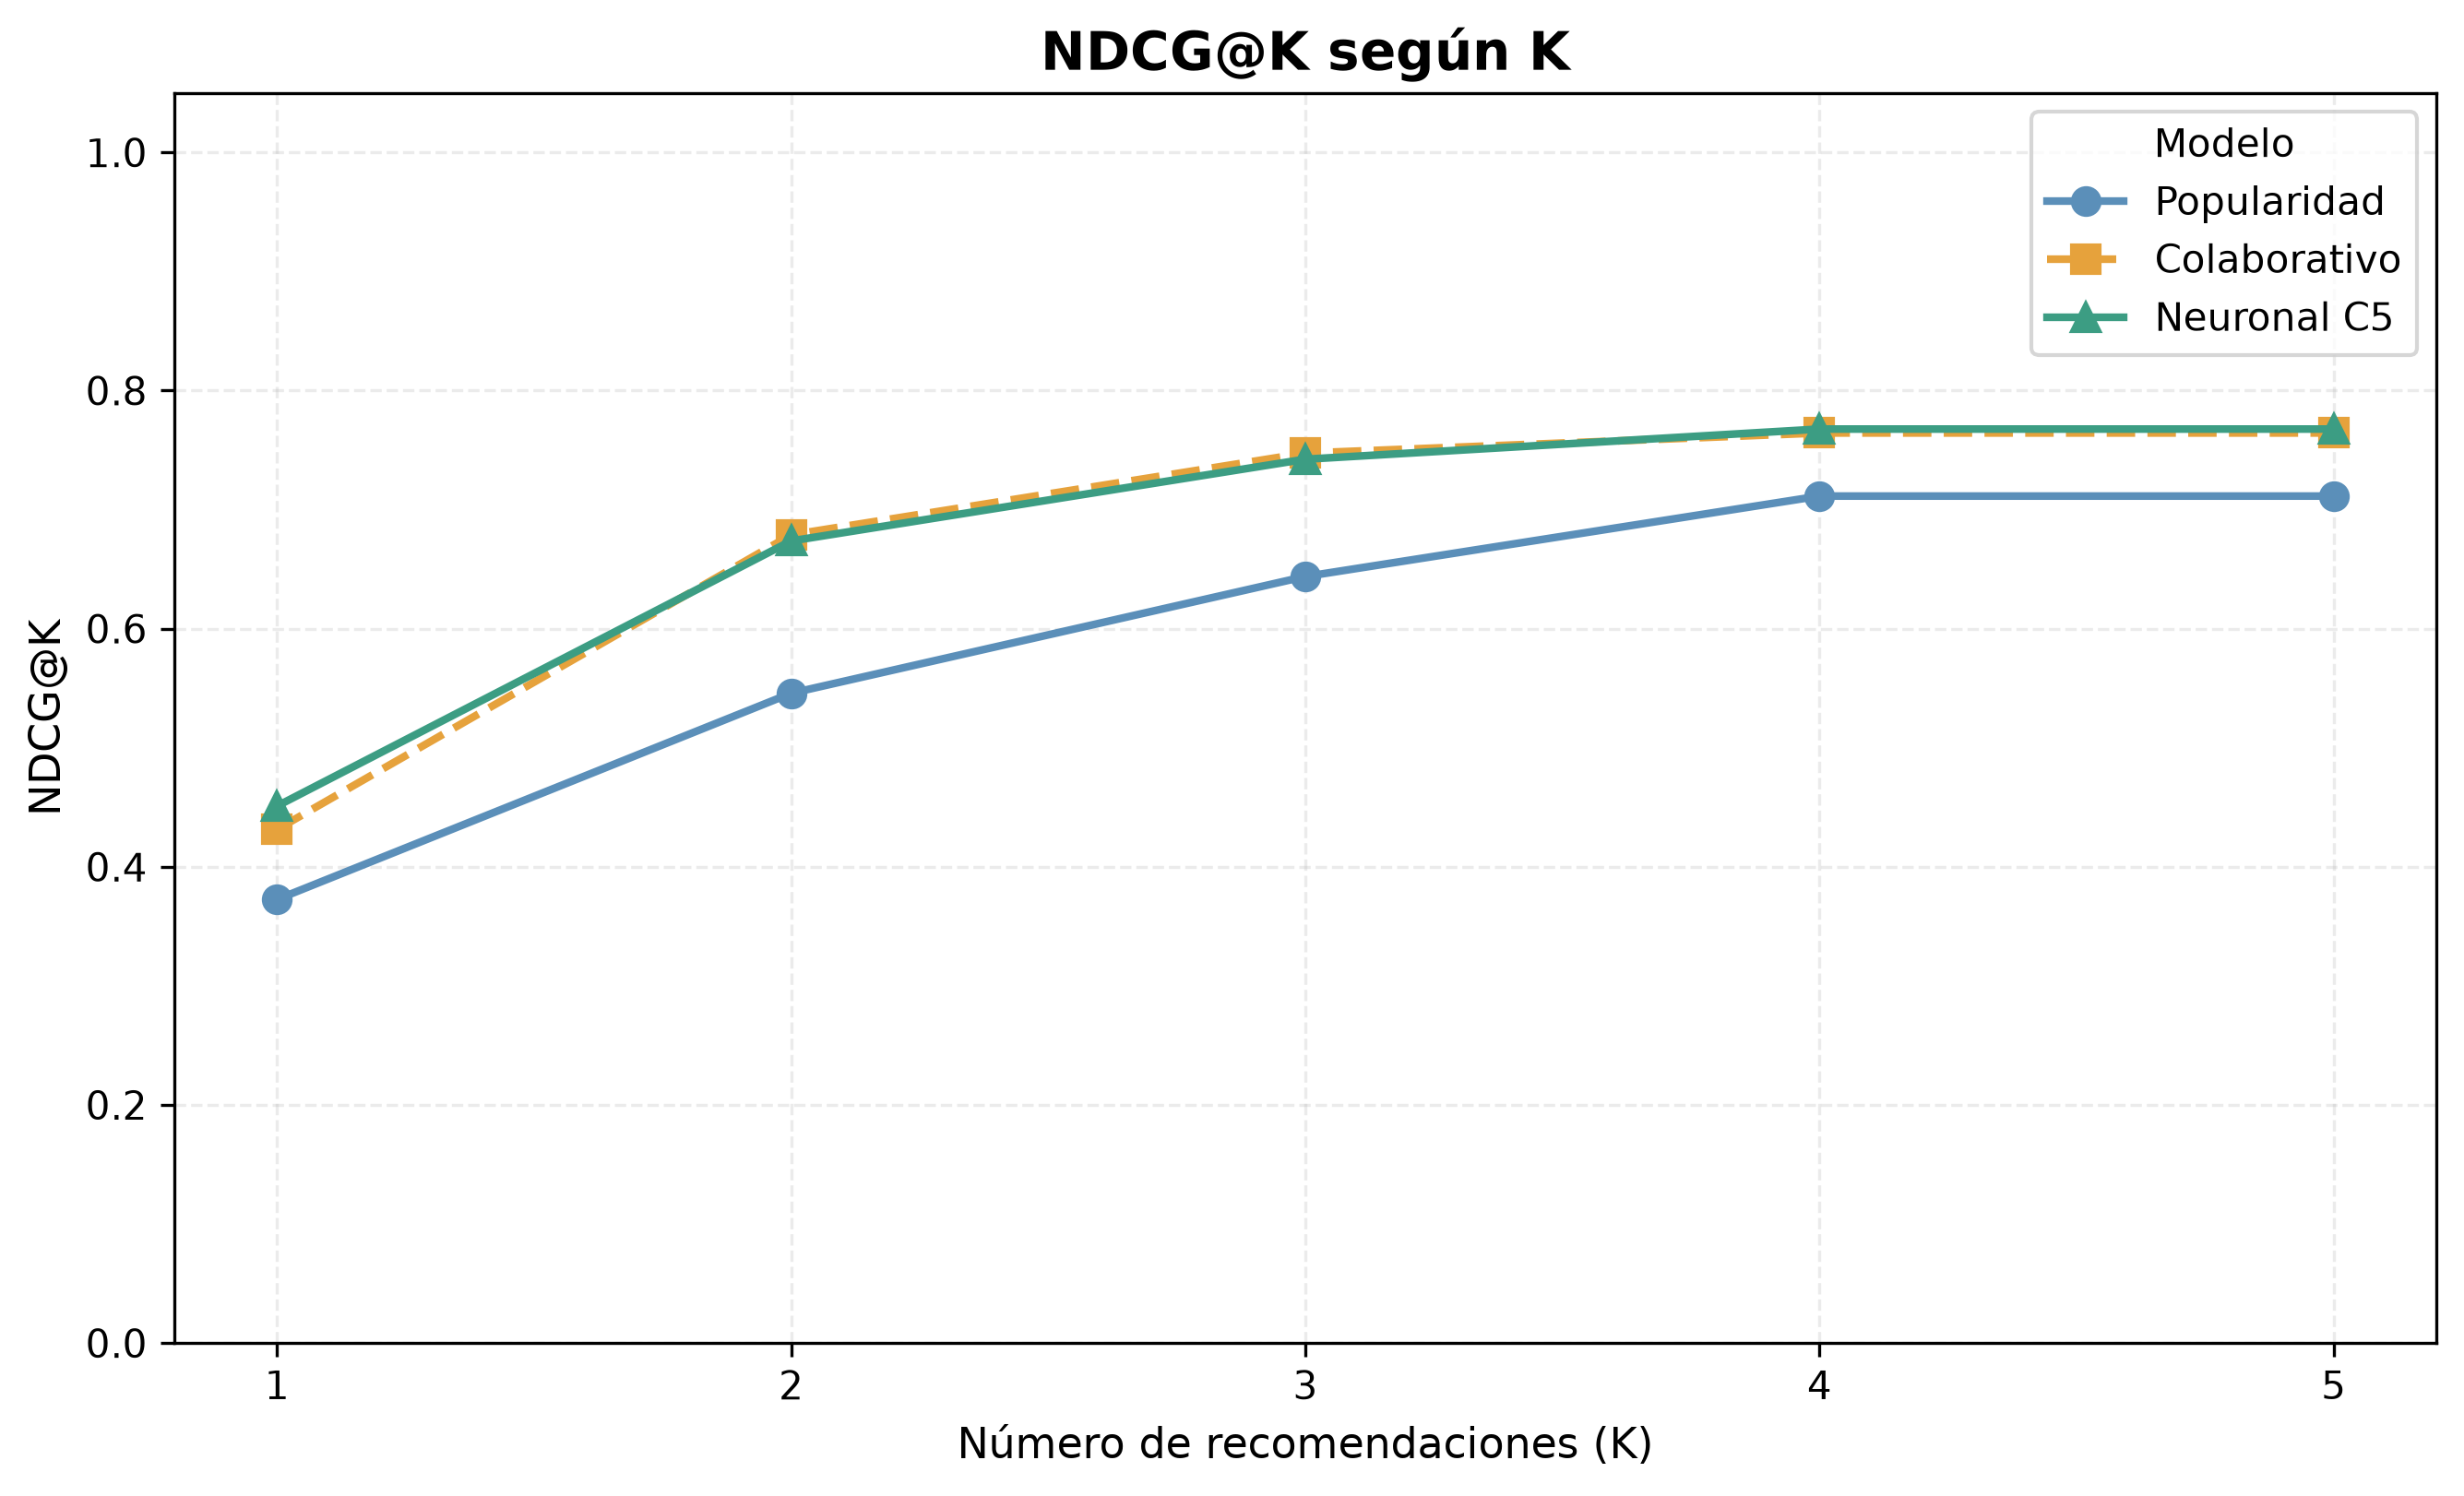 NDCG@K según K
NDCG@K
1.0
0.8
0.6
0.4
0.2
0.0
1 2 3 4 5
Número de recomendaciones (K)
Modelo
Popularidad
Colaborativo
Neuronal C5